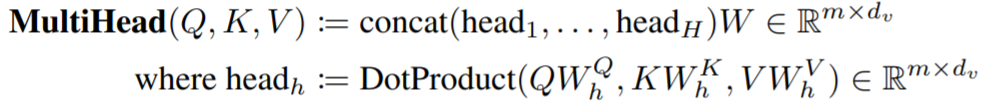 MultiHead(Q, K, V) := concat(head₁, . . . , head_H)W ∈ ℝ^{m×d_v}
where head_h := DotProduct(QW_h^Q, KW_h^K, VW_h^V) ∈ ℝ^{m×d_v}